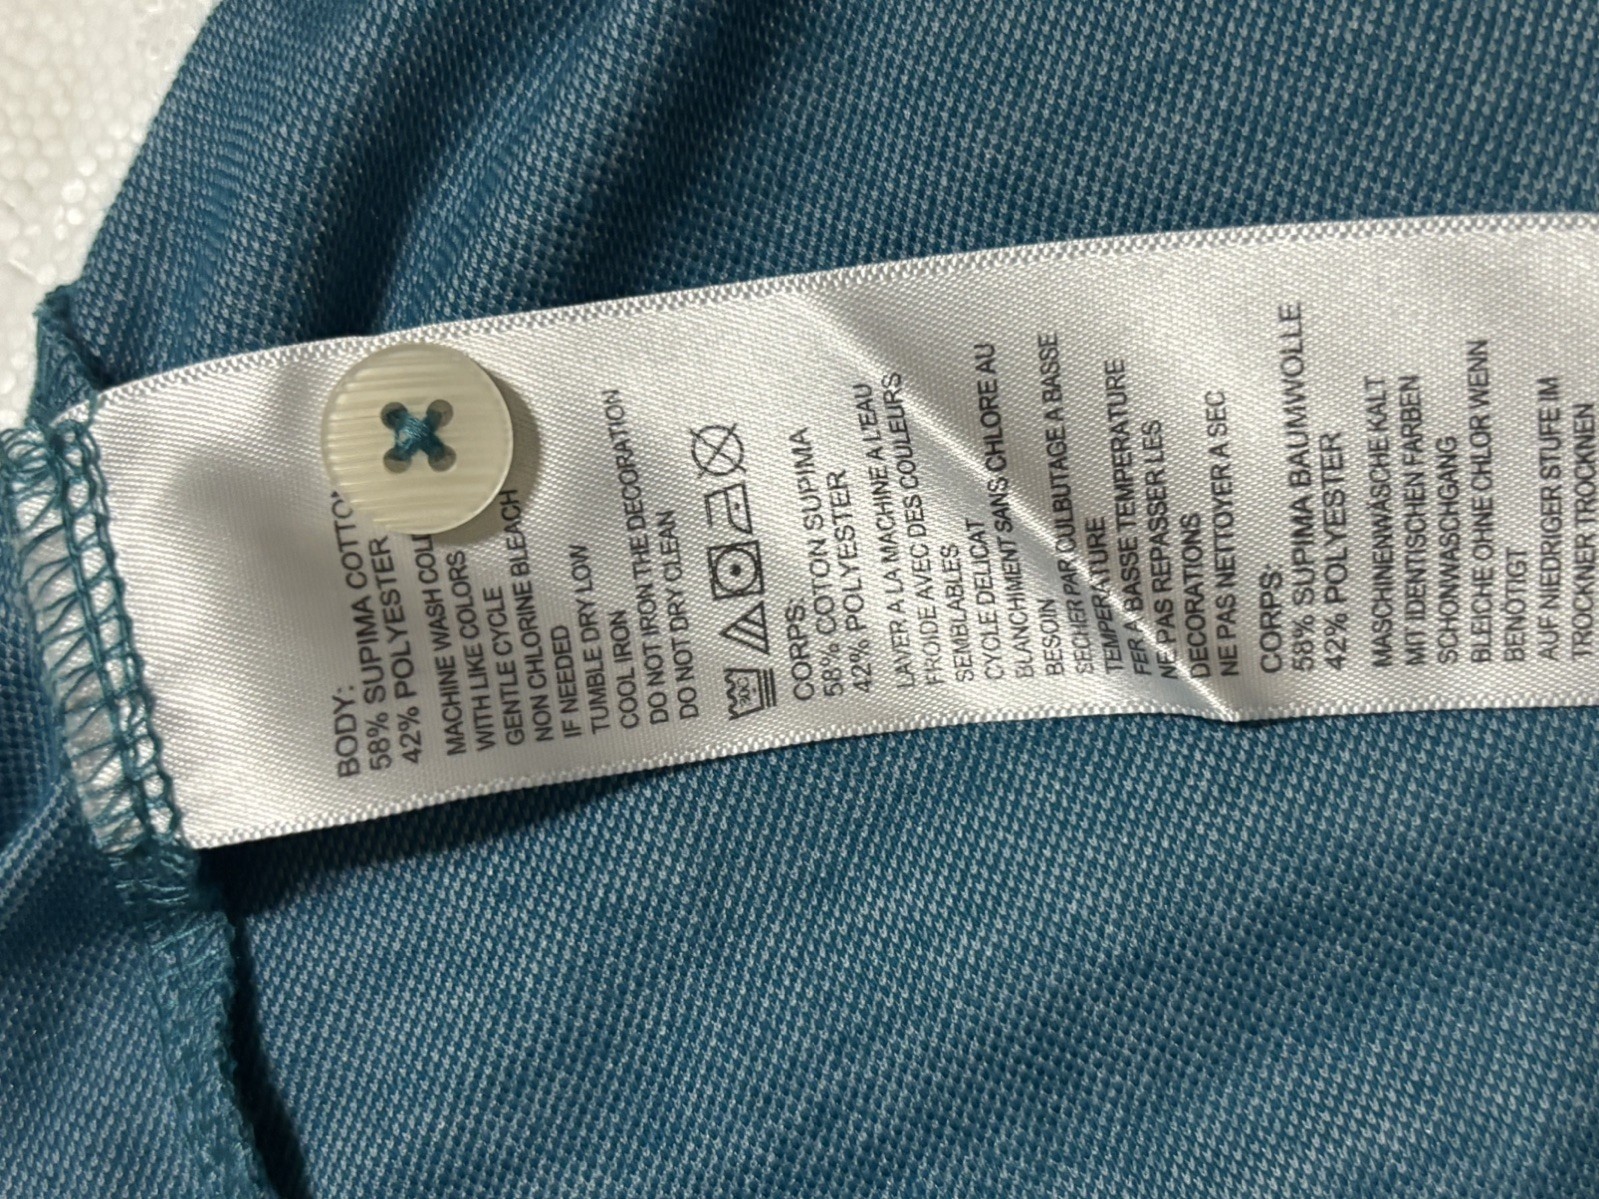 BODY:
58% SUPIMA COTTON
42% POLYESTER
MACHINE WASH COLD
WITH LIKE COLORS
GENTLE CYCLE
NON CHLORINE BLEACH
IF NEEDED
TUMBLE DRY LOW
COOL IRON
DO NOT IRON THE DECORATION
DO NOT DRY CLEAN
30
CORPS:
58% COTON SUPIMA
42% POLYESTER
LAVER A LA MACHINE A L'EAU
FROIDE AVEC DES COULEURS
SEMBLABLES
CYCLE DELICAT
BLANCHIMENT SANS CHLORE AU
BESOIN
SECHER PAR CULBUTAGE A BASSE
TEMPERATURE
FER A BASSE TEMPERATURE
NE PAS REPASSER LES
DECORATIONS
NE PAS NETTOYER A SEC
CORPS:
58% SUPIMA BAUMWOLLE
42% POLYESTER
MASCHINENWÄSCHE KALT
MIT IDENTISCHEN FARBEN
SCHONWASCHGANG
BLEICHE OHNE CHLOR WENN
BENÖTIGT
AUF NIEDRIGER STUFE IM
TROCKNER TROCKNEN